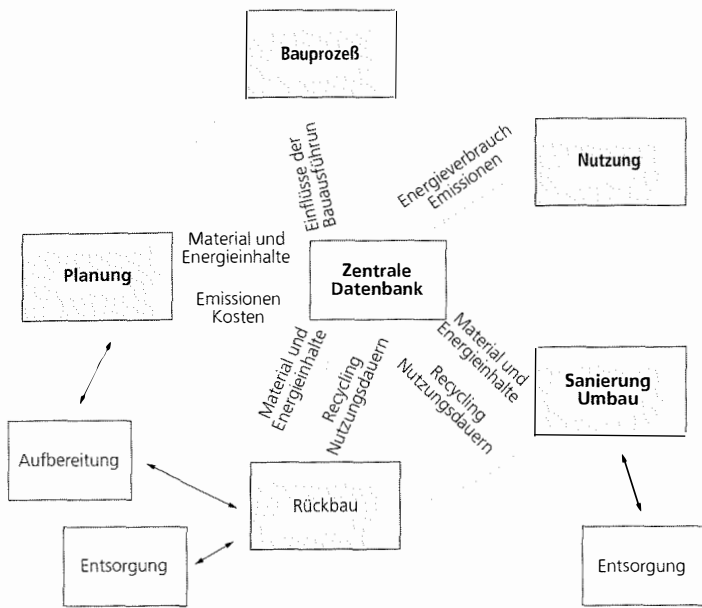 Bauprozeß
Einflüsse der
Bauausführun
Energieverbrauch
Emissionen
Nutzung
Planung
Material und
Energieinhalte
Emissionen
Kosten
Zentrale
Datenbank
Material und
Energieinhalte
Recycling
Nutzungsdauern
Material und
Energieinhalte
Recycling
Nutzungsdauern
Sanierung
Umbau
Aufbereitung
Rückbau
Entsorgung
Entsorgung